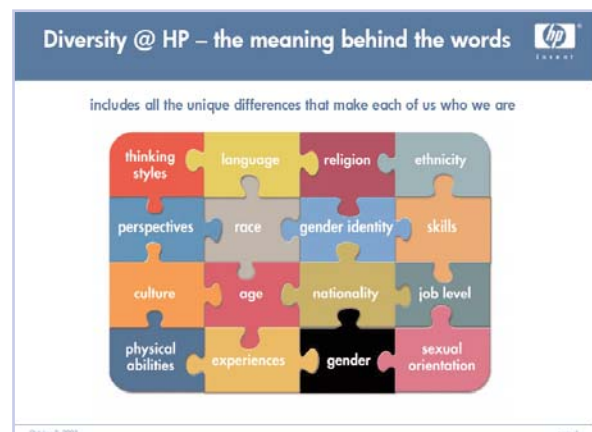 Diversity @ HP – the meaning behind the words
hp
invent
includes all the unique differences that make each of us who we are
thinking
styles
language
religion
ethnicity
perspectives
race
gender identity
skills
culture
age
nationality
job level
physical
abilities
experiences
gender
sexual
orientation